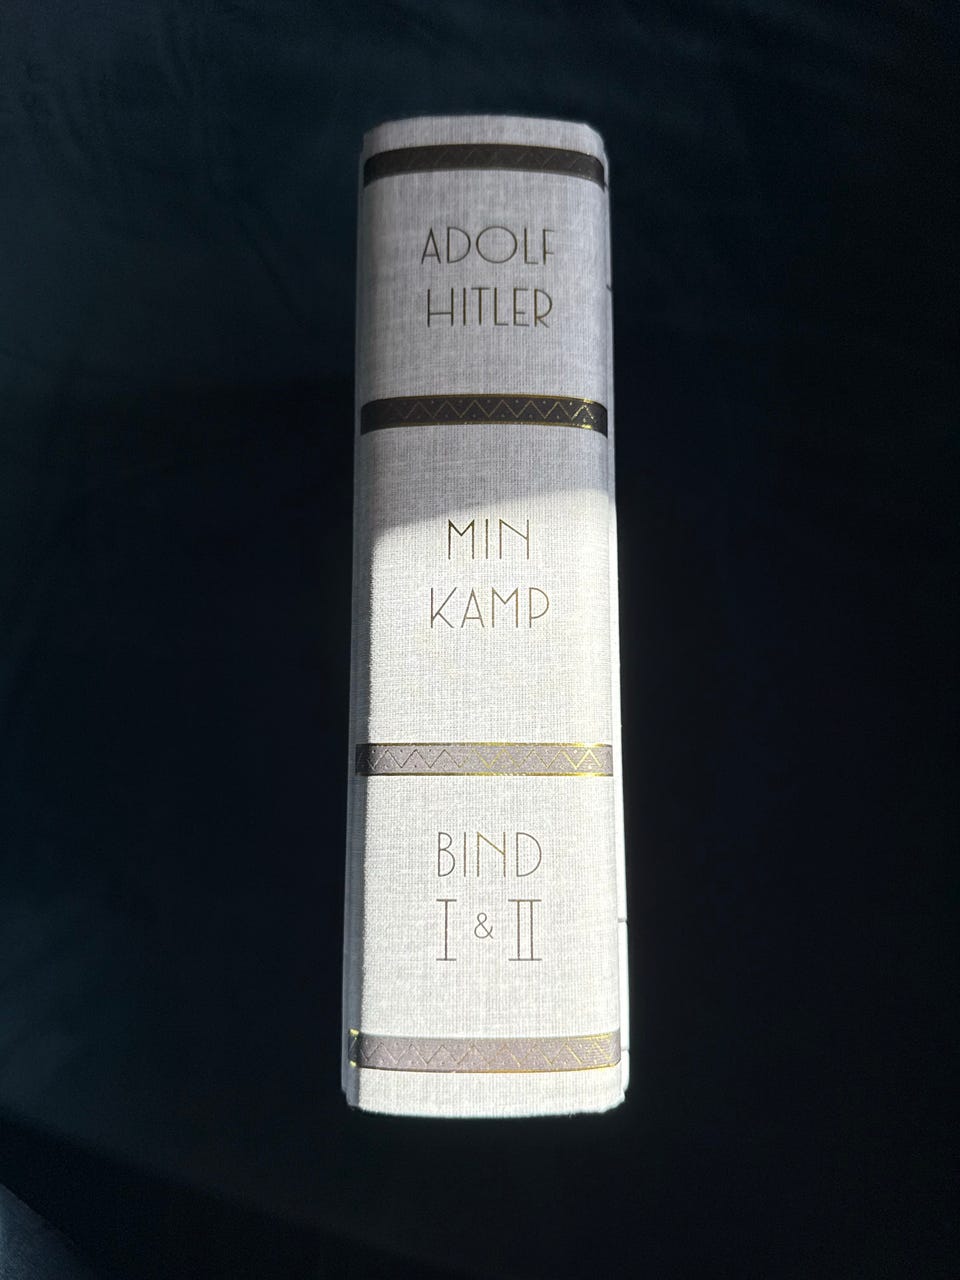 ADOLF
HITLER
MIN
KAMP
BIND
I & II